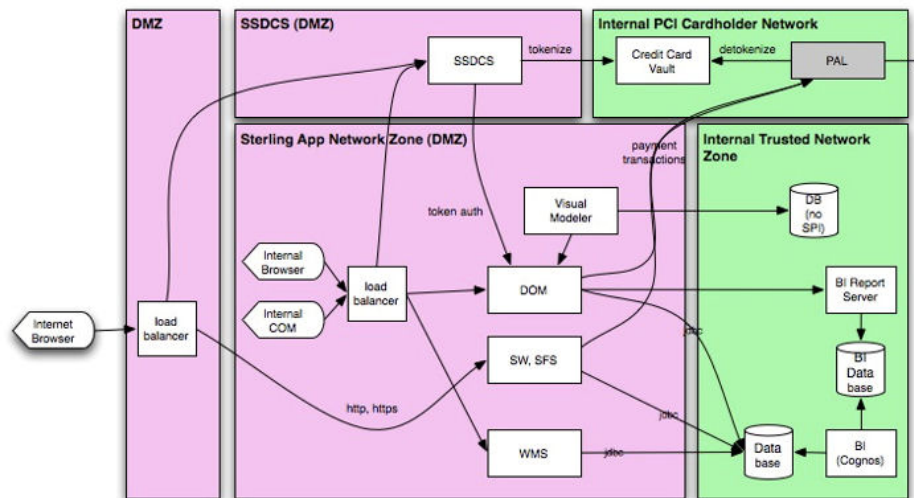 DMZ
SSDCS (DMZ)
Internal PCI Cardholder Network
SSDCS
tokenize
Credit Card
Vault
detokenize
PAL
Sterling App Network Zone (DMZ)
Internal Trusted Network
Zone
payment
transactions
Visual
Modeler
DB
(no
SPI)
token auth
Internal
Browser
load
balancer
DOM
BI Report
Server
Internal
COM
Internet
Browser
load
balancer
jdbc
SW, SFS
BI
Data
base
http, https
jdbc
WMS
jdbc
Data
base
BI
(Cognos)